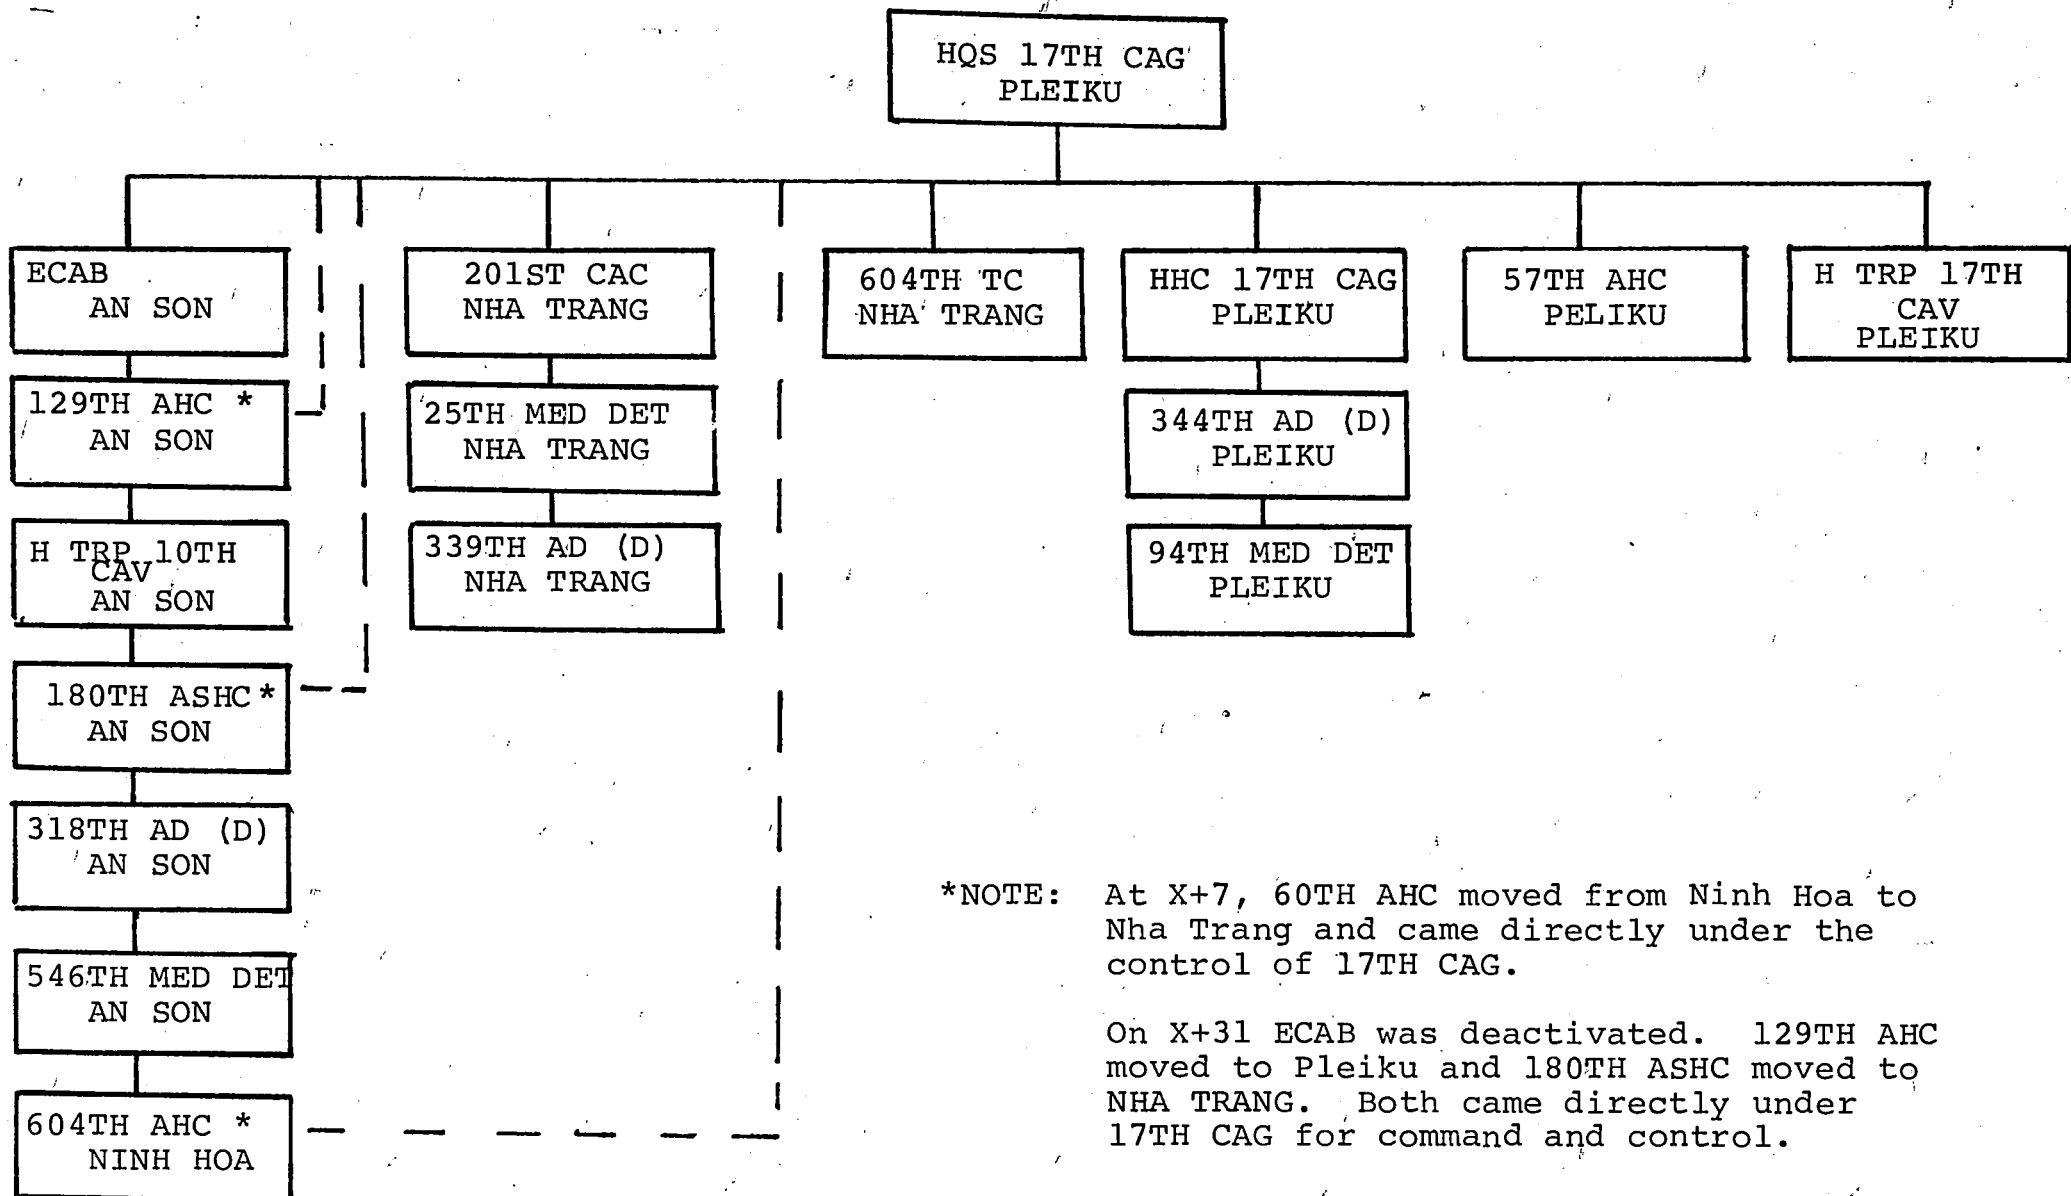 HQS 17TH CAG
PLEIKU
ECAB
AN SON
129TH AHC *
AN SON
H TRP 10TH
CAV
AN SON
180TH ASHC *
AN SON
318TH AD (D)
AN SON
546TH MED DET
AN SON
604TH AHC *
NINH HOA
201ST CAC
NHA TRANG
25TH MED DET
NHA TRANG
339TH AD (D)
NHA TRANG
604TH TC
NHA TRANG
HHC 17TH CAG
PLEIKU
344TH AD (D)
PLEIKU
94TH MED DET
PLEIKU
57TH AHC
PELIKU
H TRP 17TH
CAV
PLEIKU
*NOTE: At X+7, 60TH AHC moved from Ninh Hoa to
Nha Trang and came directly under the
control of 17TH CAG.
On X+31 ECAB was deactivated. 129TH AHC
moved to Pleiku and 180TH ASHC moved to
NHA TRANG. Both came directly under
17TH CAG for command and control.